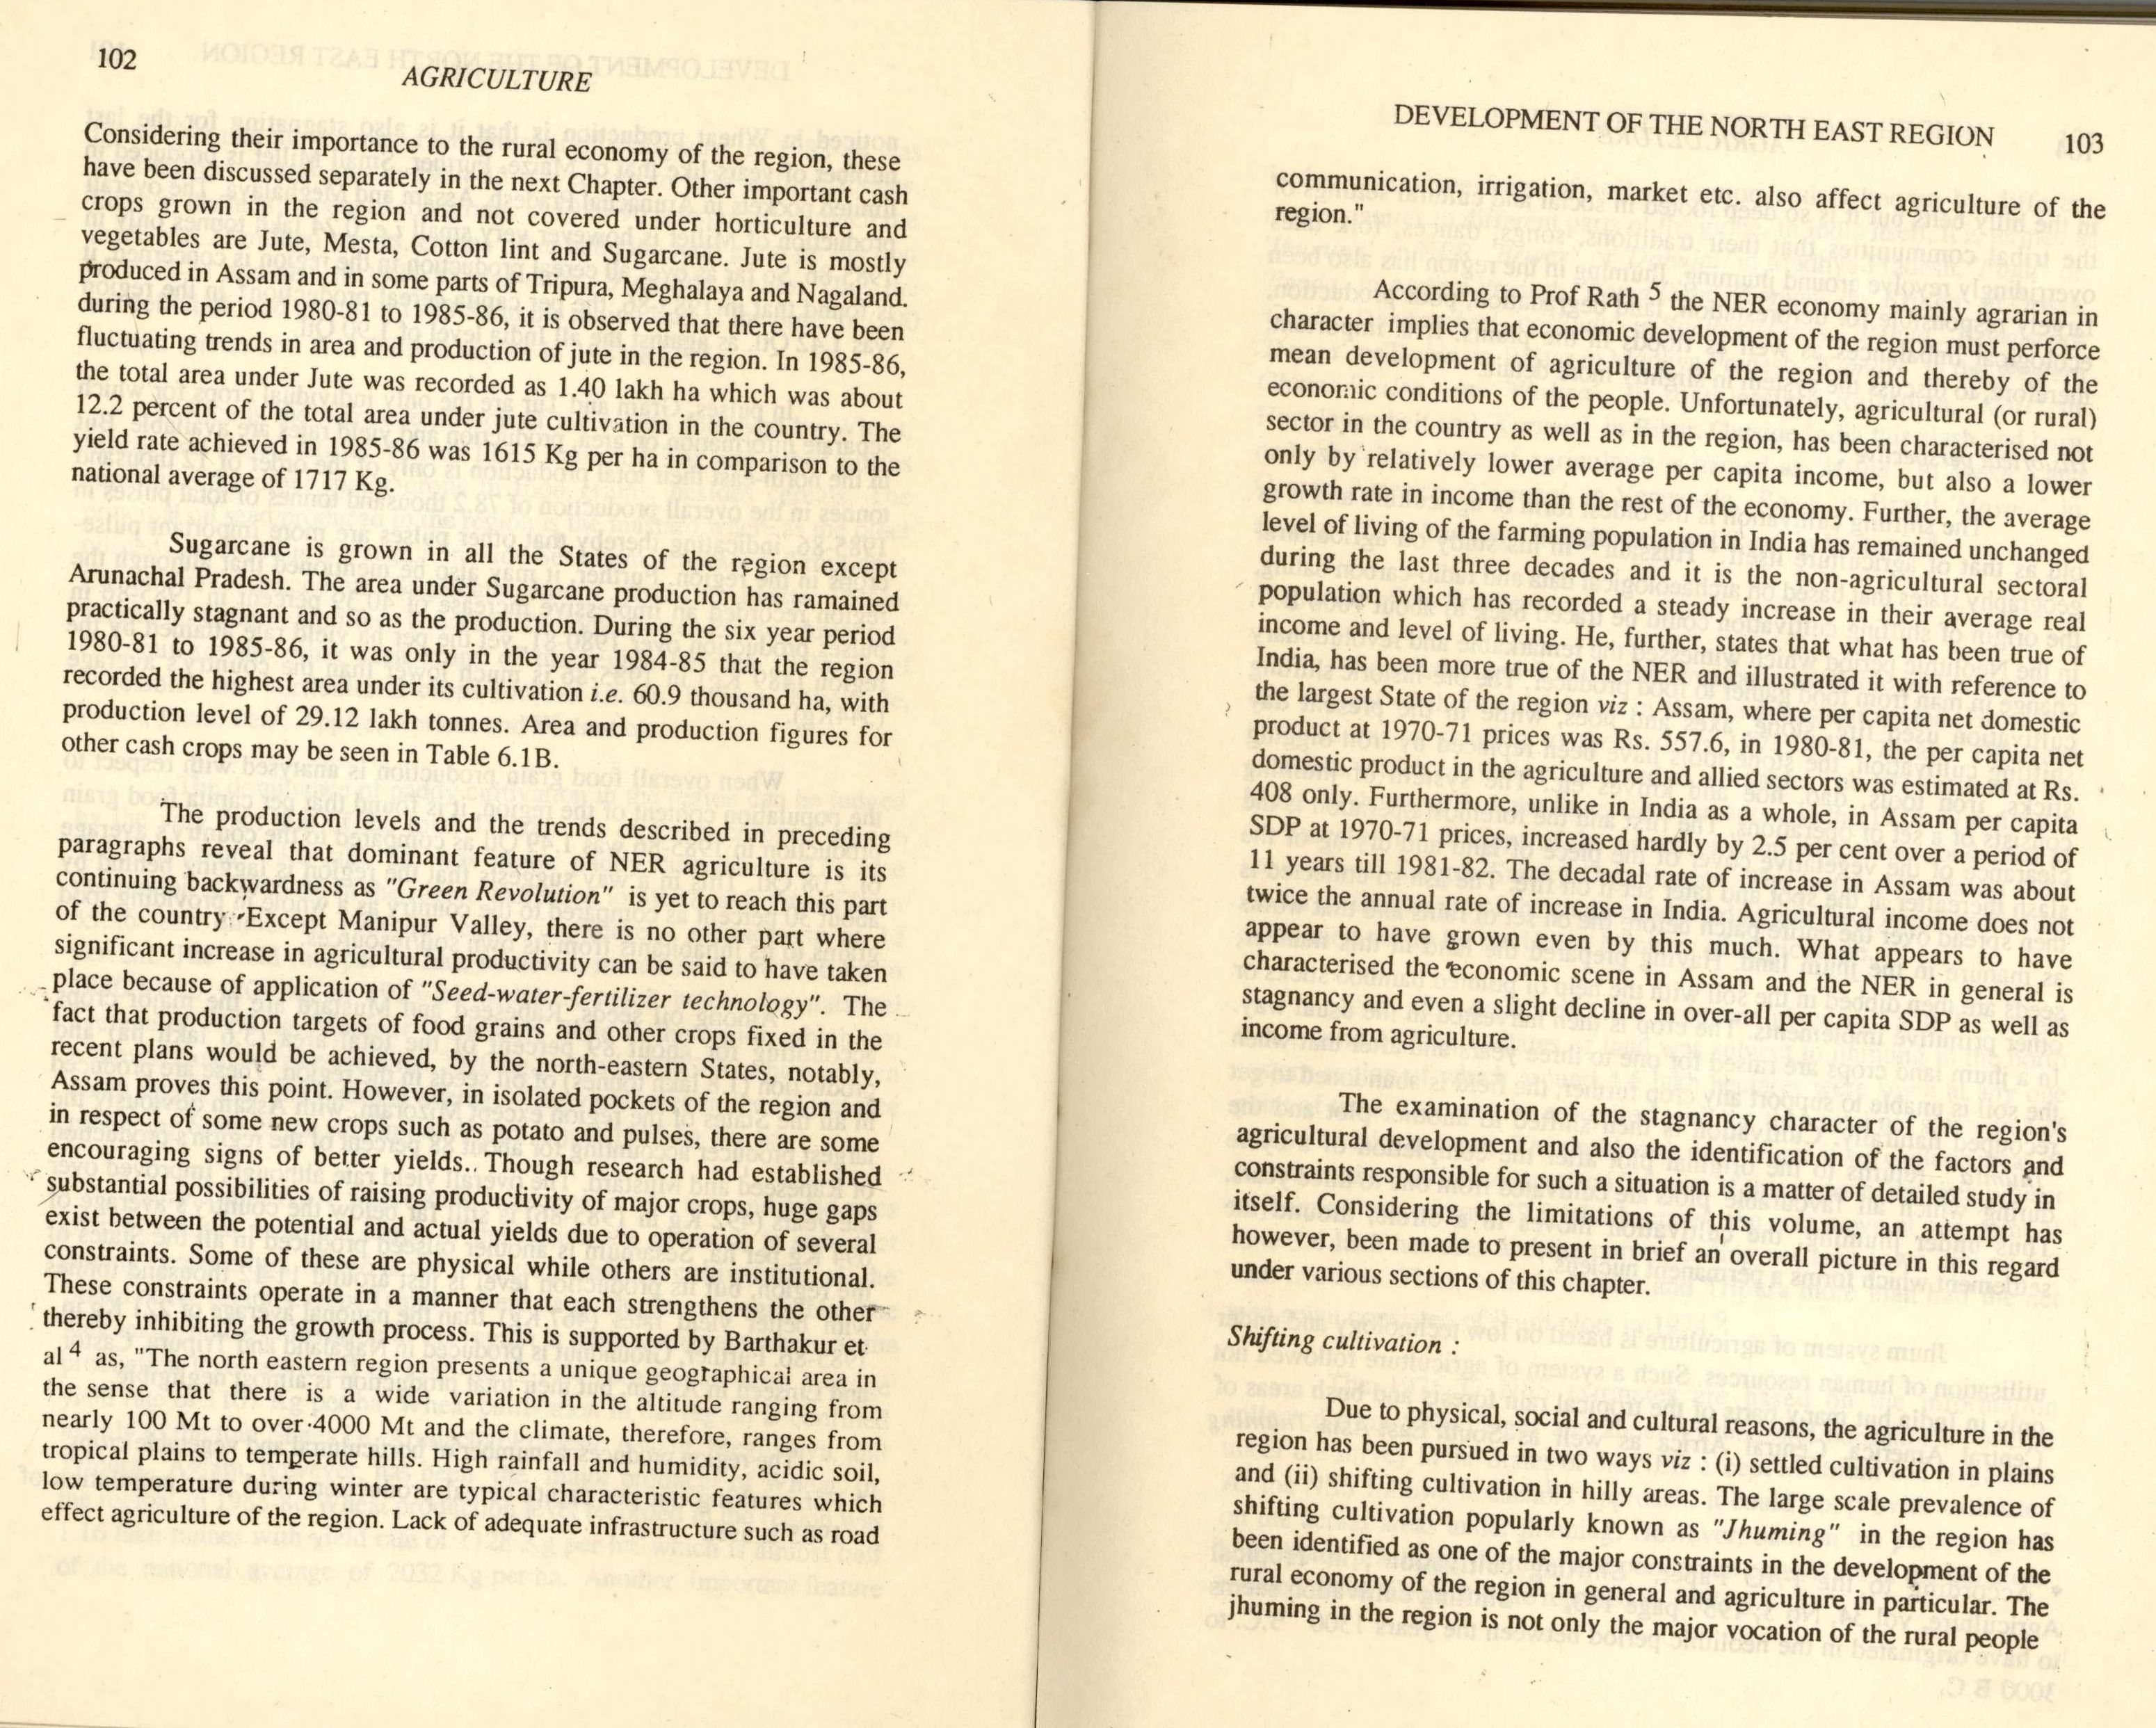 102
AGRICULTURE
Considering their importance to the rural economy of the region, these
have been discussed separately in the next Chapter. Other important cash
crops grown in the region and not covered under horticulture and
vegetables are Jute, Mesta, Cotton lint and Sugarcane. Jute is mostly
produced in Assam and in some parts of Tripura, Meghalaya and Nagaland.
during the period 1980-81 to 1985-86, it is observed that there have been
fluctuating trends in area and production of jute in the region. In 1985-86,
the total area under Jute was recorded as 1.40 lakh ha which was about
12.2 percent of the total area under jute cultivation in the country. The
yield rate achieved in 1985-86 was 1615 Kg per ha in comparison to the
national average of 1717 Kg.
Sugarcane is grown in all the States of the region except
Arunachal Pradesh. The area under Sugarcane production has ramained
practically stagnant and so as the production. During the six year period
1980-81 to 1985-86, it was only in the year 1984-85 that the region
recorded the highest area under its cultivation i.e. 60.9 thousand ha, with
production level of 29.12 lakh tonnes. Area and production figures for
other cash crops may be seen in Table 6.1B.
The production levels and the trends described in preceding
paragraphs reveal that dominant feature of NER agriculture is its
continuing backwardness as "Green Revolution" is yet to reach this part
of the country. Except Manipur Valley, there is no other part where
significant increase in agricultural productivity can be said to have taken
place because of application of "Seed-water-fertilizer technology". The
fact that production targets of food grains and other crops fixed in the
recent plans would be achieved, by the north-eastern States, notably,
Assam proves this point. However, in isolated pockets of the region and
in respect of some new crops such as potato and pulses, there are some
encouraging signs of better yields.. Though research had established
substantial possibilities of raising productivity of major crops, huge gaps
exist between the potential and actual yields due to operation of several
constraints. Some of these are physical while others are institutional.
These constraints operate in a manner that each strengthens the other
thereby inhibiting the growth process. This is supported by Barthakur et
al 4 as, "The north eastern region presents a unique geographical area in
the sense that there is a wide variation in the altitude ranging from
nearly 100 Mt to over 4000 Mt and the climate, therefore, ranges from
tropical plains to temperate hills. High rainfall and humidity, acidic soil,
low temperature during winter are typical characteristic features which
effect agriculture of the region. Lack of adequate infrastructure such as road
DEVELOPMENT OF THE NORTH EAST REGION 103
communication, irrigation, market etc. also affect agriculture of the
region."
According to Prof Rath 5 the NER economy mainly agrarian in
character implies that economic development of the region must perforce
mean development of agriculture of the region and thereby of the
economic conditions of the people. Unfortunately, agricultural (or rural)
sector in the country as well as in the region, has been characterised not
only by relatively lower average per capita income, but also a lower
growth rate in income than the rest of the economy. Further, the average
level of living of the farming population in India has remained unchanged
during the last three decades and it is the non-agricultural sectoral
population which has recorded a steady increase in their average real
income and level of living. He, further, states that what has been true of
India, has been more true of the NER and illustrated it with reference to
the largest State of the region viz : Assam, where per capita net domestic
product at 1970-71 prices was Rs. 557.6, in 1980-81, the per capita net
domestic product in the agriculture and allied sectors was estimated at Rs.
408 only. Furthermore, unlike in India as a whole, in Assam per capita
SDP at 1970-71 prices, increased hardly by 2.5 per cent over a period of
11 years till 1981-82. The decadal rate of increase in Assam was about
twice the annual rate of increase in India. Agricultural income does not
appear to have grown even by this much. What appears to have
characterised the economic scene in Assam and the NER in general is
stagnancy and even a slight decline in over-all per capita SDP as well as
income from agriculture.
The examination of the stagnancy character of the region's
agricultural development and also the identification of the factors and
constraints responsible for such a situation is a matter of detailed study in
itself. Considering the limitations of this volume, an attempt has
however, been made to present in brief an overall picture in this regard
under various sections of this chapter.
Shifting cultivation :
Due to physical, social and cultural reasons, the agriculture in the
region has been pursued in two ways viz : (i) settled cultivation in plains
and (ii) shifting cultivation in hilly areas. The large scale prevalence of
shifting cultivation popularly known as "Jhuming" in the region has
been identified as one of the major constraints in the development of the
rural economy of the region in general and agriculture in particular. The
jhuming in the region is not only the major vocation of the rural people